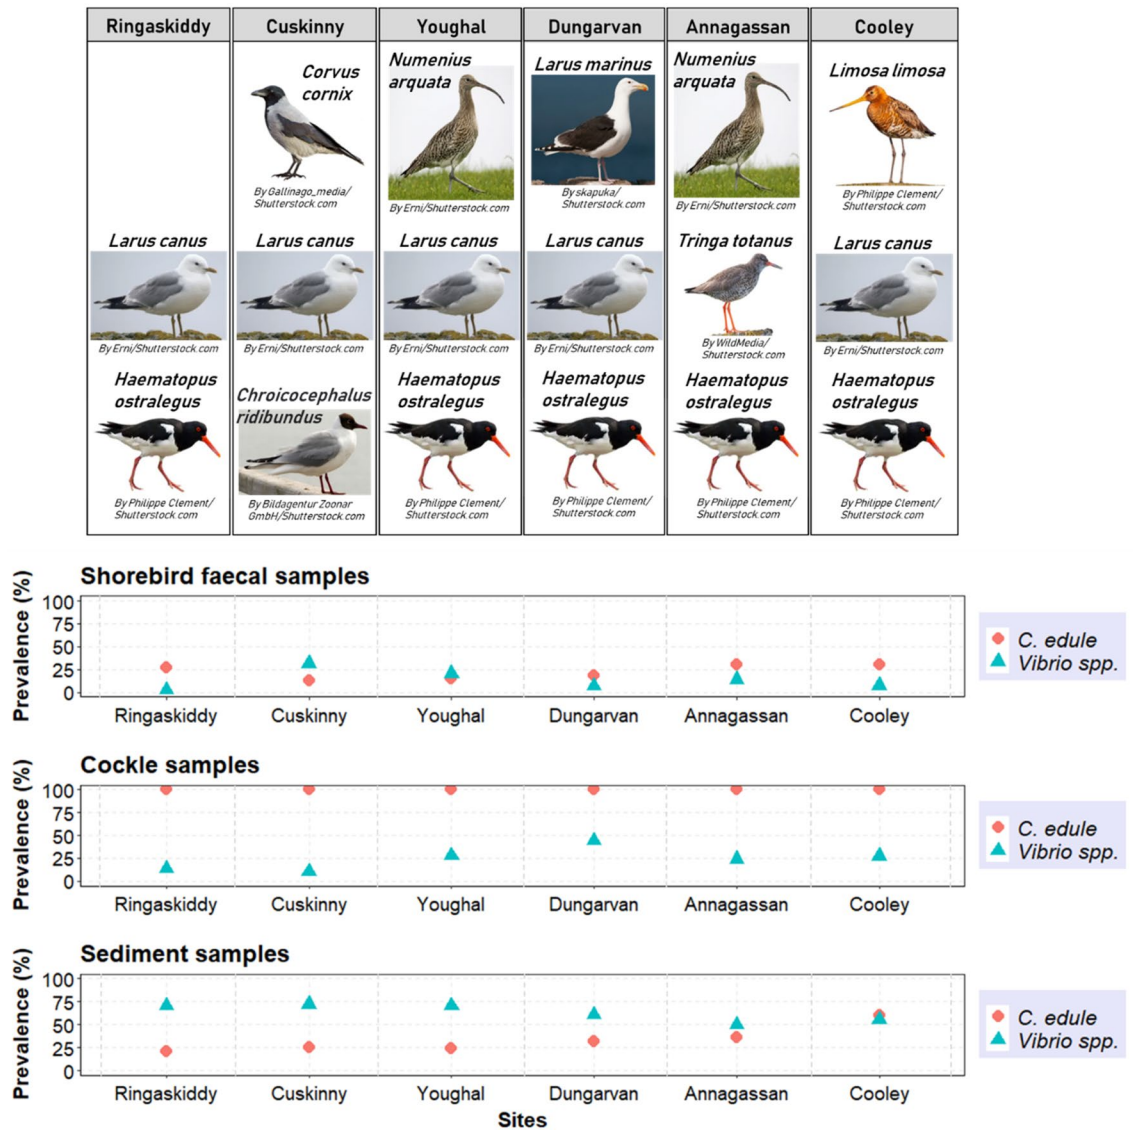 Ringaskiddy Cuskinny Youghal Dungarvan Annagassan Cooley
Corvus
cornix
By Gallinago_media/
Shutterstock.com
Numenius
arquata
By Erni/Shutterstock.com
Larus marinus
By skapuka/
Shutterstock.com
Numenius
arquata
By Erni/Shutterstock.com
Limosa limosa
By Philippe Clement/
Shutterstock.com
Larus canus
By Erni/Shutterstock.com
Larus canus
By Erni/Shutterstock.com
Larus canus
By Erni/Shutterstock.com
Larus canus
By Erni/Shutterstock.com
Tringa totanus
By WildMedia/
Shutterstock.com
Larus canus
By Erni/Shutterstock.com
Haematopus
ostralegus
By Philippe Clement/
Shutterstock.com
Chroicocephalus
ridibundus
By Bildagentur Zoonar
GmbH/Shutterstock.com
Haematopus
ostralegus
By Philippe Clement/
Shutterstock.com
Haematopus
ostralegus
By Philippe Clement/
Shutterstock.com
Haematopus
ostralegus
By Philippe Clement/
Shutterstock.com
Haematopus
ostralegus
By Philippe Clement/
Shutterstock.com
Shorebird faecal samples
Prevalence (%)
100
75
50
25
0
Ringaskiddy Cuskinny Youghal Dungarvan Annagassan Cooley
C. edule
Vibrio spp.
Cockle samples
Prevalence (%)
100
75
50
25
0
Ringaskiddy Cuskinny Youghal Dungarvan Annagassan Cooley
C. edule
Vibrio spp.
Sediment samples
Prevalence (%)
100
75
50
25
0
Ringaskiddy Cuskinny Youghal Dungarvan Annagassan Cooley
C. edule
Vibrio spp.
Sites